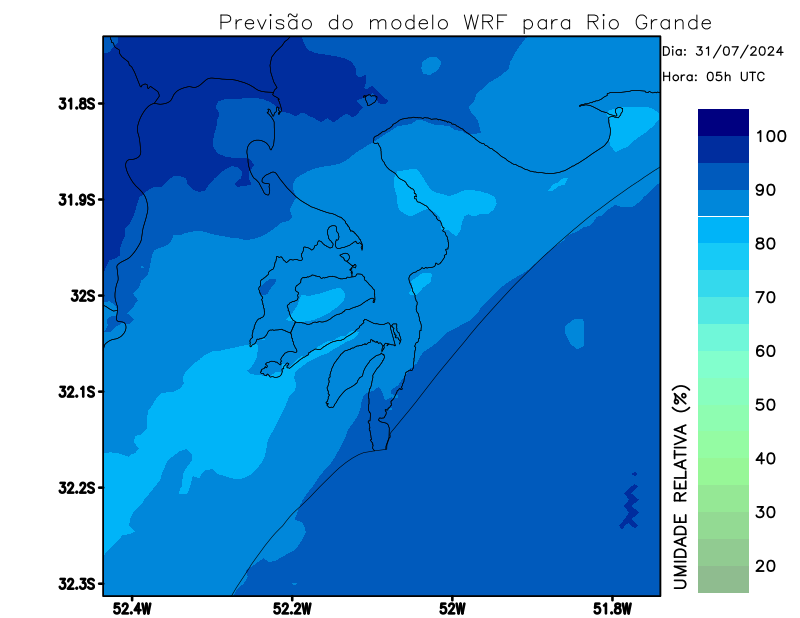 Previsão do modelo WRF para Rio Grande
Dia: 31/07/2024
Hora: 05h UTC
31.8S
31.9S
32S
32.1S
32.2S
32.3S
52.4W
52.2W
52W
51.8W
100
90
80
70
60
50
40
30
20
UMIDADE RELATIVA (%)